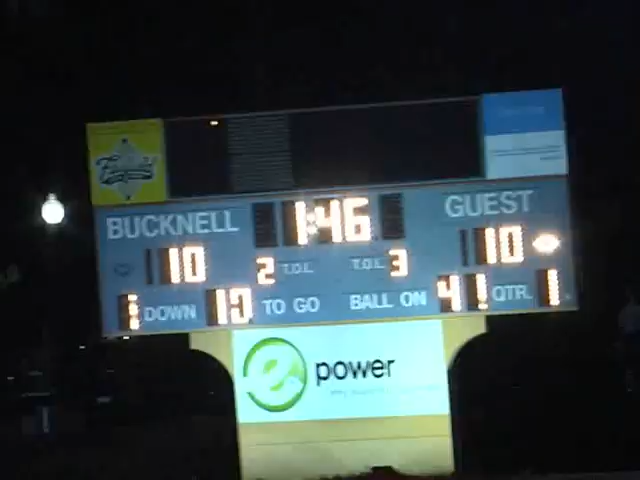 BUCKNELL 1:46 GUEST
10 2 T.O.L. T.O.L. 3 10
1 DOWN 10 TO GO BALL ON 41 QTR. 1
e power